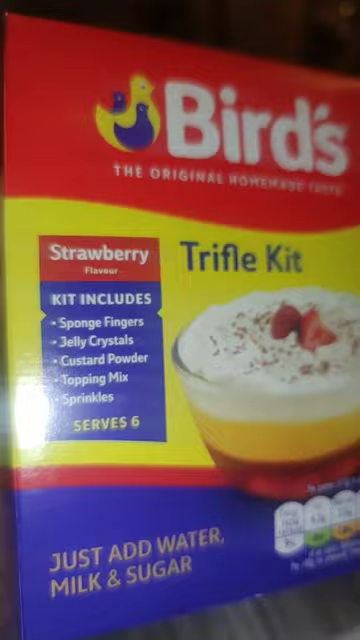 Bird's
THE ORIGINAL HOMEMADE TASTE
Strawberry
Flavour
Trifle Kit
KIT INCLUDES
• Sponge Fingers
• Jelly Crystals
• Custard Powder
• Topping Mix
• Sprinkles
SERVES 6
JUST ADD WATER,
MILK & SUGAR